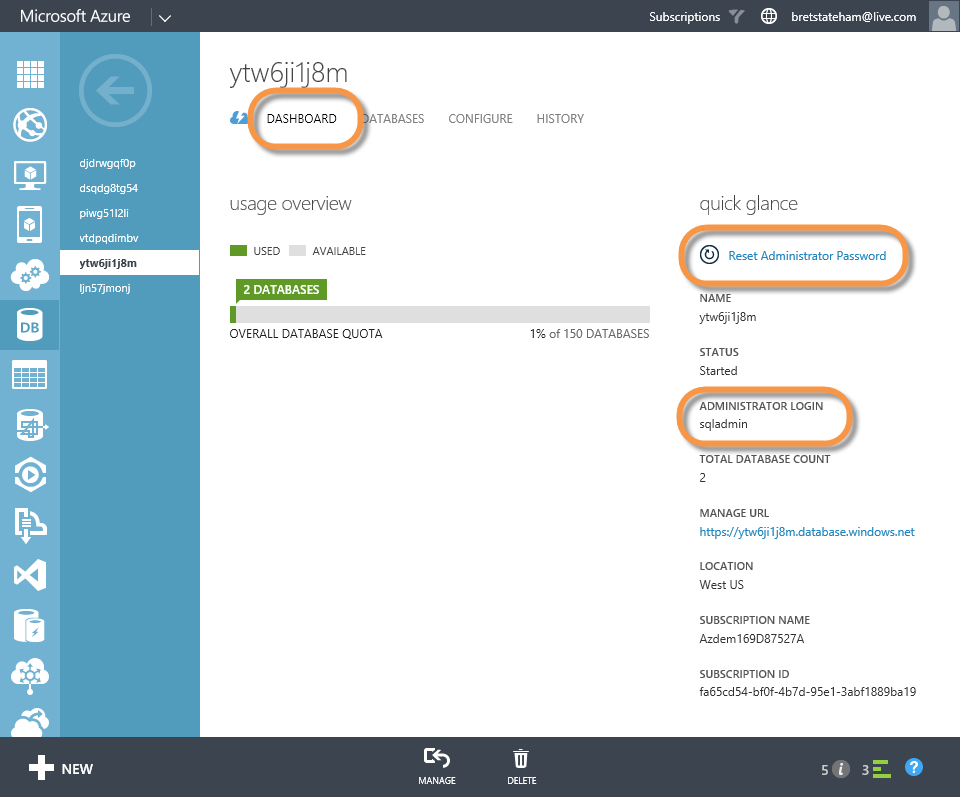 Microsoft Azure
Subscriptions
bretstateham@live.com
ytw6ji1j8m
DASHBOARD
DATABASES
CONFIGURE
HISTORY
djdrwgqf0p
dsqdg8tg54
piwg51l2li
vtdpqdimbv
ytw6ji1j8m
ljn57jmonj
DB
usage overview
USED
AVAILABLE
2 DATABASES
OVERALL DATABASE QUOTA
1% of 150 DATABASES
quick glance
Reset Administrator Password
NAME
ytw6ji1j8m
STATUS
Started
ADMINISTRATOR LOGIN
sqladmin
TOTAL DATABASE COUNT
2
MANAGE URL
https://ytw6ji1j8m.database.windows.net
LOCATION
West US
SUBSCRIPTION NAME
Azdem169D87527A
SUBSCRIPTION ID
fa65cd54-bf0f-4b7d-95e1-3abf1889ba19
NEW
MANAGE
DELETE
5 i
3
?